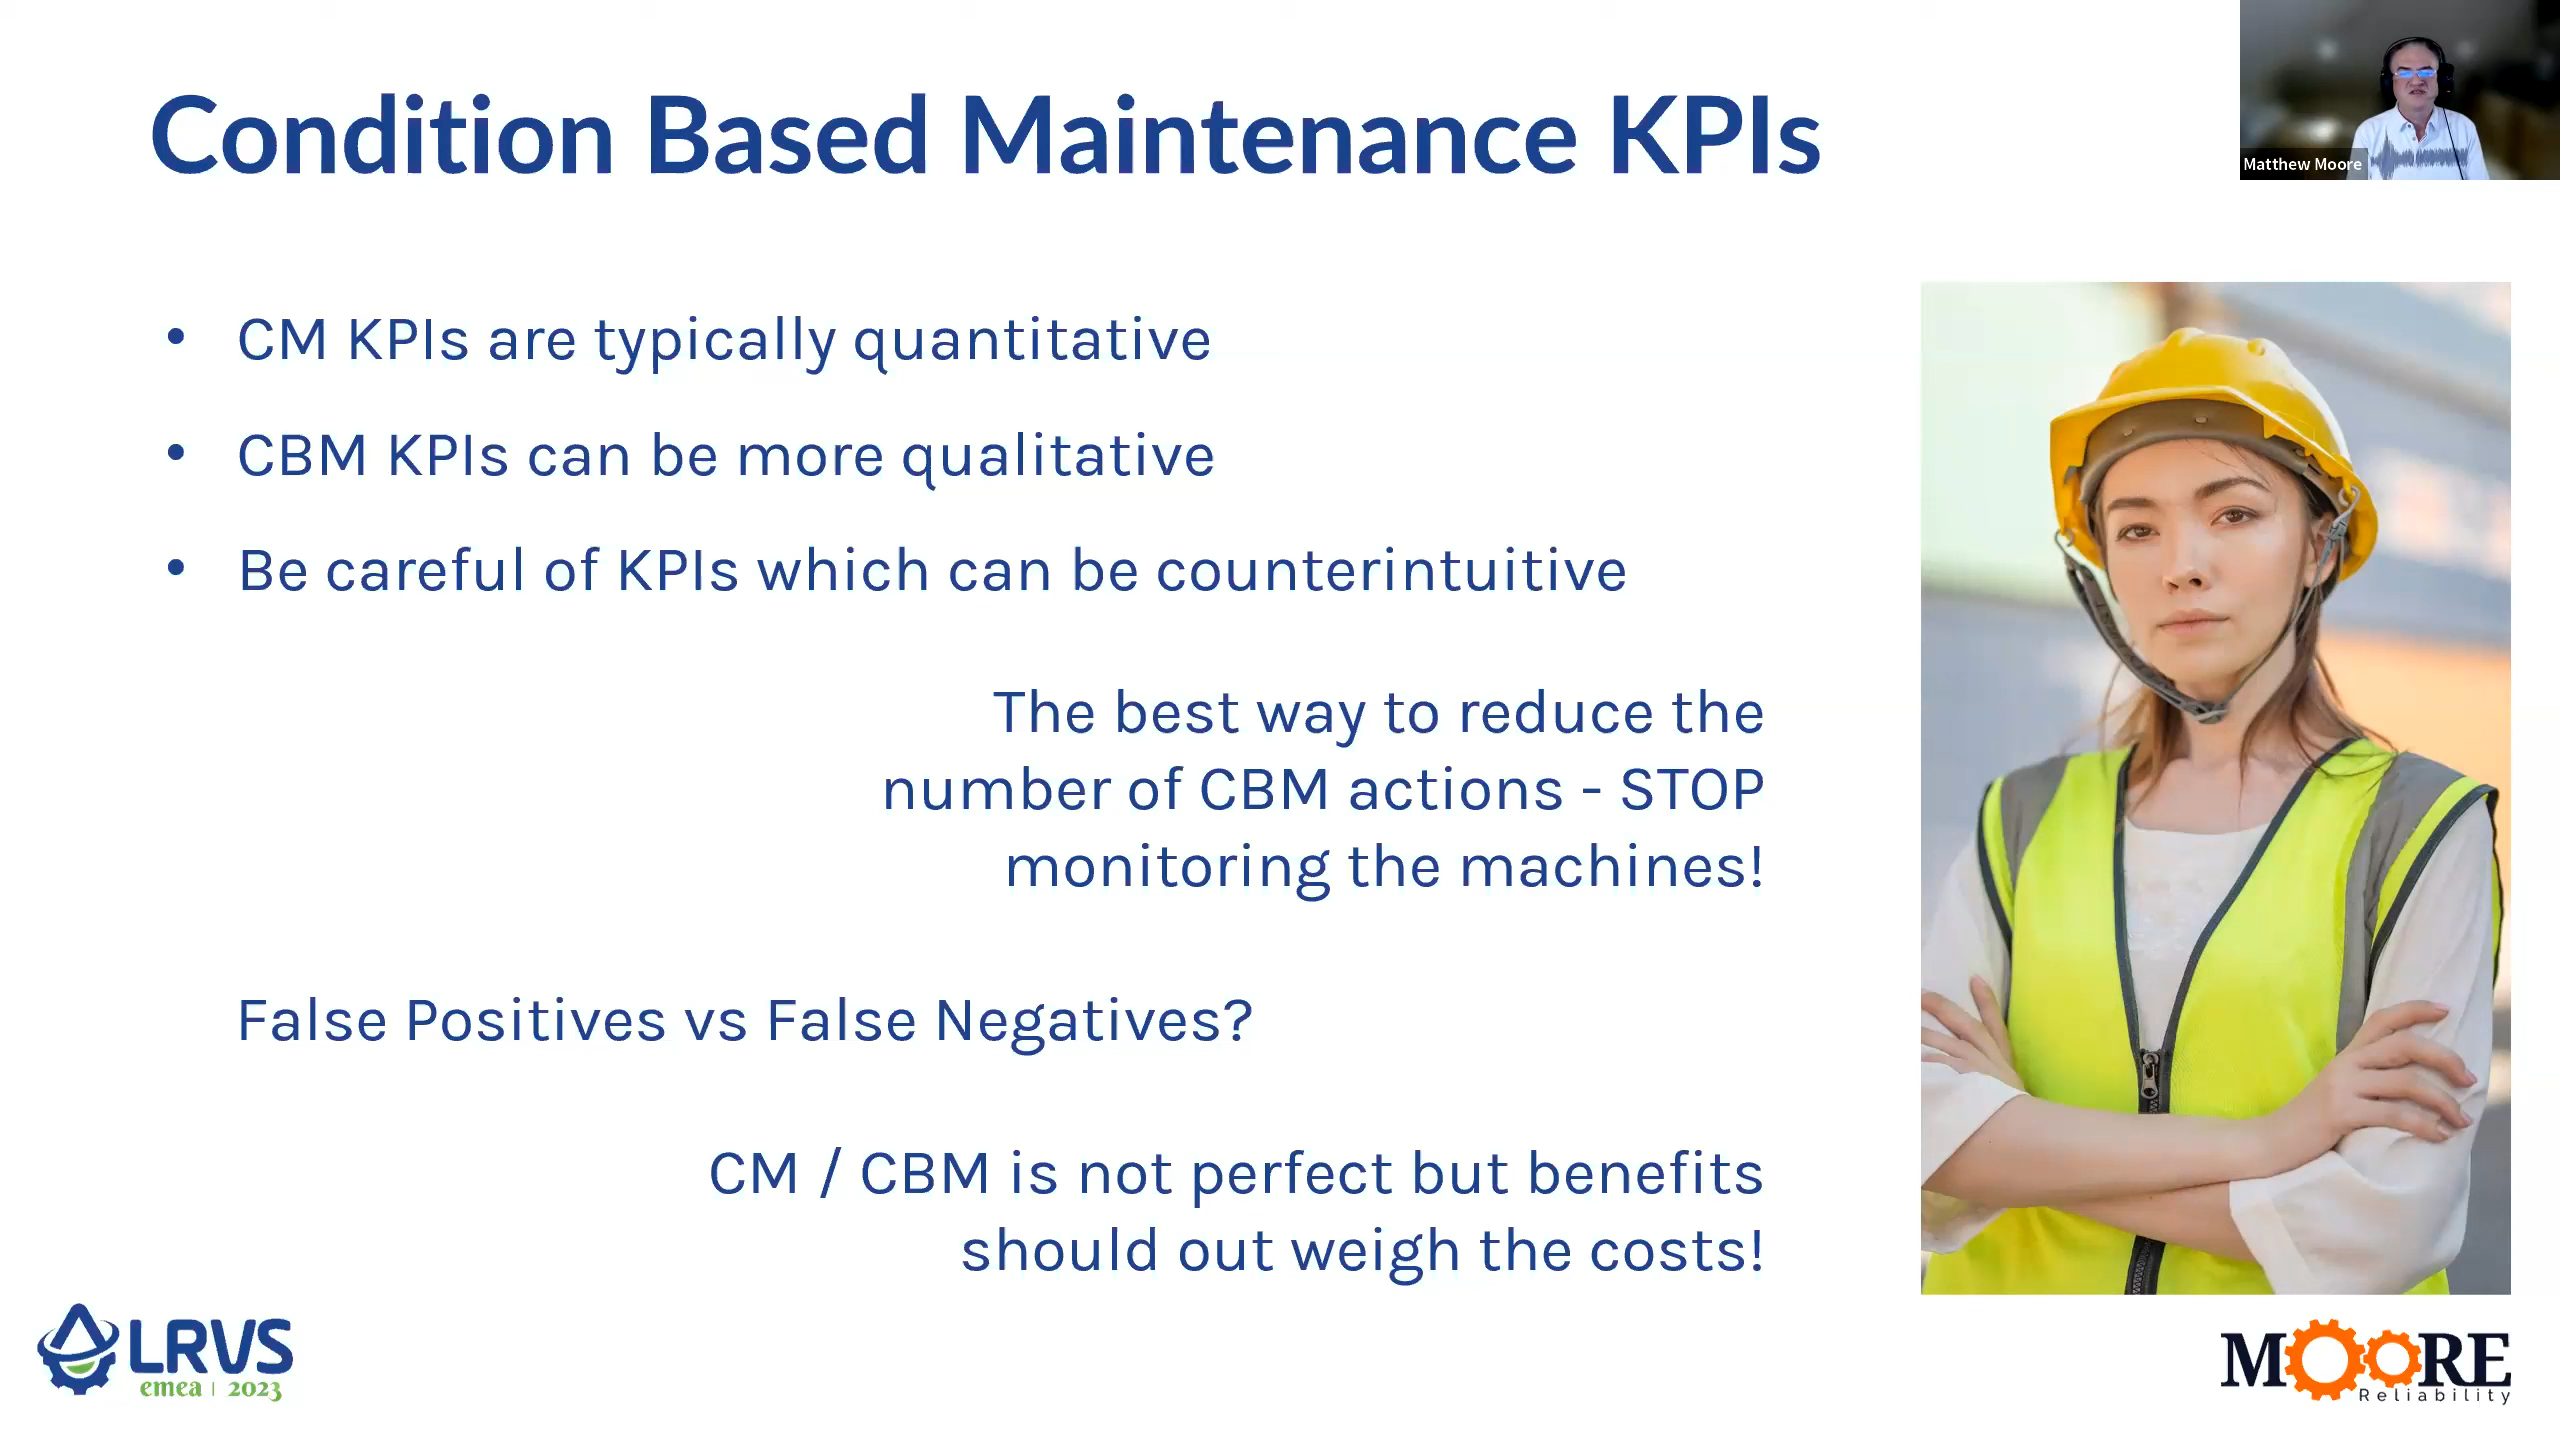 Condition Based Maintenance KPIs
Matthew Moore
• CM KPIs are typically quantitative
• CBM KPIs can be more qualitative
• Be careful of KPIs which can be counterintuitive
The best way to reduce the
number of CBM actions - STOP
monitoring the machines!
False Positives vs False Negatives?
CM / CBM is not perfect but benefits
should out weigh the costs!
LRVS
emea | 2023
MOORE
Reliability